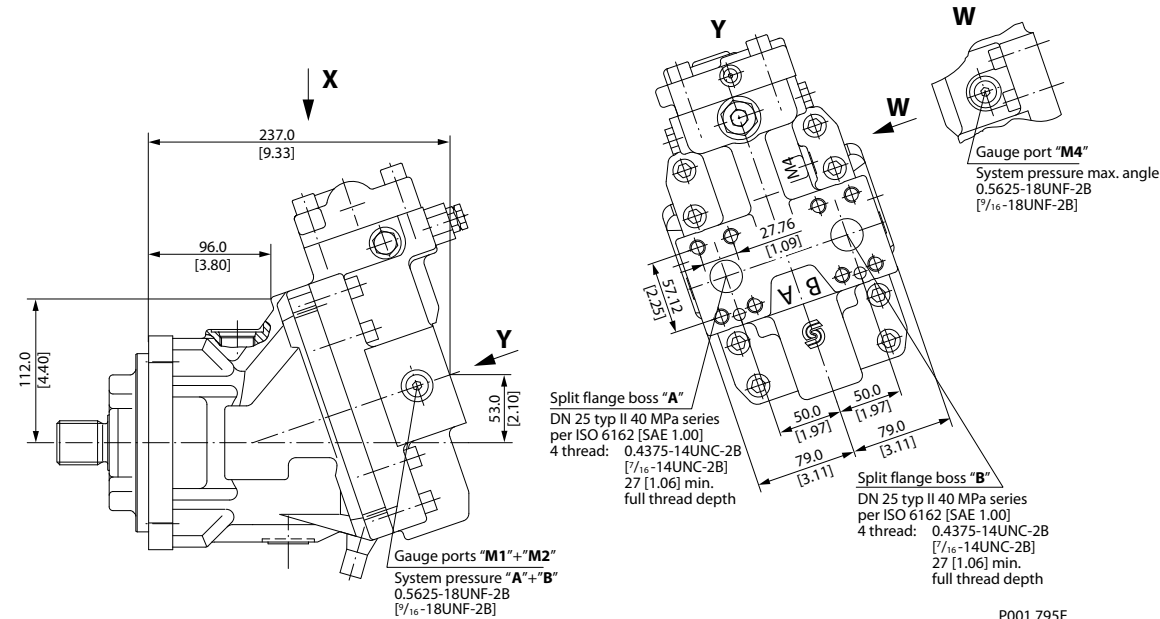 X
237.0
[9.33]
96.0
[3.80]
112.0
[4.40]
Y
53.0
[2.10]
Gauge ports "M1"+"M2"
System pressure "A"+"B"
0.5625-18UNF-2B
[9/16-18UNF-2B]
Y
W
W
M4
Gauge port "M4"
System pressure max. angle
0.5625-18UNF-2B
[9/16-18UNF-2B]
27.76
[1.09]
57.12
[2.25]
A B
S
Split flange boss "A"
DN 25 typ II 40 MPa series
per ISO 6162 [SAE 1.00]
4 thread: 0.4375-14UNC-2B
[7/16-14UNC-2B]
27 [1.06] min.
full thread depth
50.0
[1.97]
50.0
[1.97]
79.0
[3.11]
79.0
[3.11]
Split flange boss "B"
DN 25 typ II 40 MPa series
per ISO 6162 [SAE 1.00]
4 thread: 0.4375-14UNC-2B
[7/16-14UNC-2B]
27 [1.06] min.
full thread depth
P001 795E